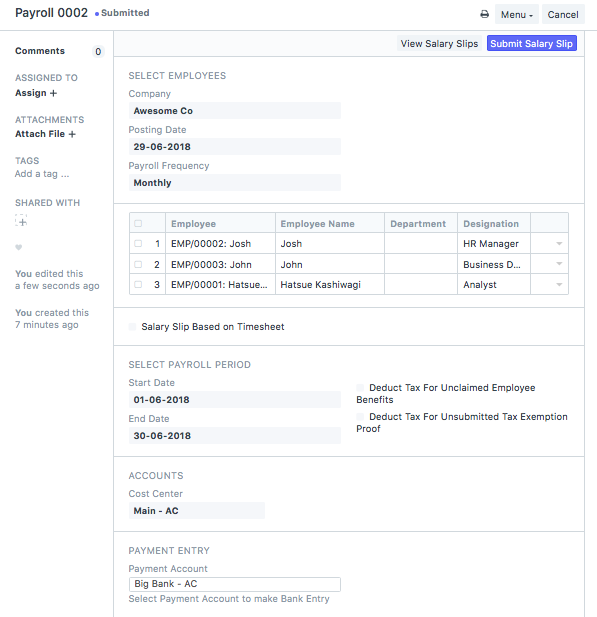 Payroll 0002 • Submitted
Menu
Cancel
Comments 0
ASSIGNED TO
Assign +
ATTACHMENTS
Attach File +
TAGS
Add a tag ...
SHARED WITH
+
You edited this
a few seconds ago
You created this
7 minutes ago
View Salary Slips
Submit Salary Slip
SELECT EMPLOYEES
Company
Awesome Co
Posting Date
29-06-2018
Payroll Frequency
Monthly
Employee Employee Name Department Designation
1 EMP/00002: Josh Josh HR Manager
2 EMP/00003: John John Business D...
3 EMP/00001: Hatsue... Hatsue Kashiwagi Analyst
Salary Slip Based on Timesheet
SELECT PAYROLL PERIOD
Start Date
01-06-2018
End Date
30-06-2018
Deduct Tax For Unclaimed Employee
Benefits
Deduct Tax For Unsubmitted Tax Exemption
Proof
ACCOUNTS
Cost Center
Main - AC
PAYMENT ENTRY
Payment Account
Big Bank - AC
Select Payment Account to make Bank Entry